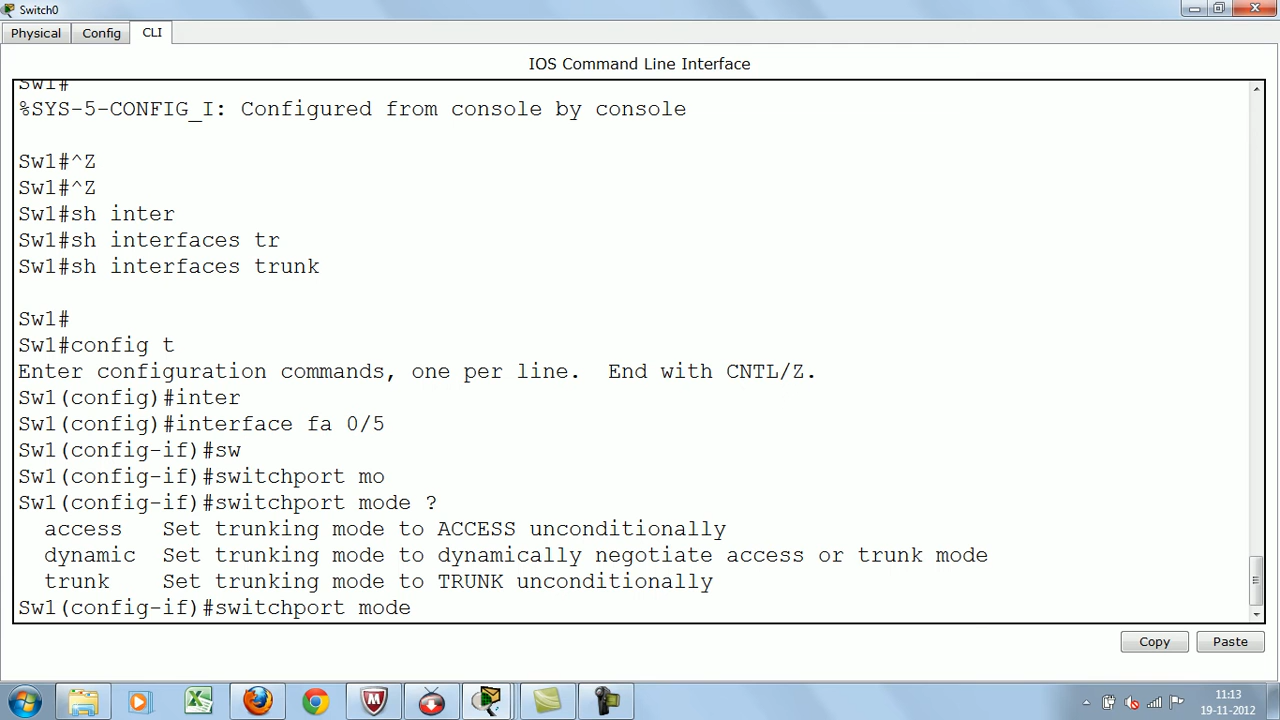 Switch0
Physical Config CLI
IOS Command Line Interface
Sw1#
%SYS-5-CONFIG_I: Configured from console by console
Sw1#^Z
Sw1#^Z
Sw1#sh inter
Sw1#sh interfaces tr
Sw1#sh interfaces trunk
Sw1#
Sw1#config t
Enter configuration commands, one per line.  End with CNTL/Z.
Sw1(config)#inter
Sw1(config)#interface fa 0/5
Sw1(config-if)#sw
Sw1(config-if)#switchport mo
Sw1(config-if)#switchport mode ?
  access   Set trunking mode to ACCESS unconditionally
  dynamic  Set trunking mode to dynamically negotiate access or trunk mode
  trunk    Set trunking mode to TRUNK unconditionally
Sw1(config-if)#switchport mode
Copy Paste
11:13
19-11-2012